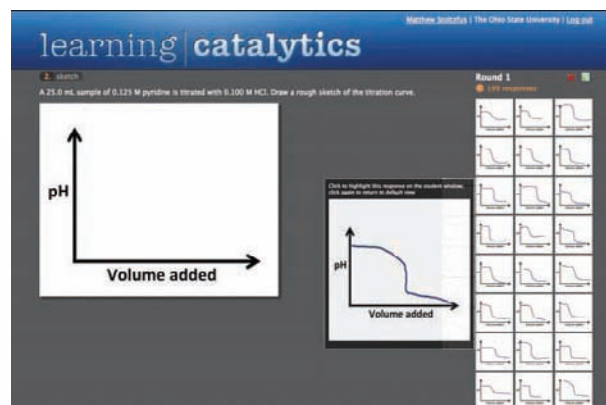 Matthew Stoltzfus | The Ohio State University | Log out
learning | catalytics
2. sketch
Round 1
199 responses
A 25.0 mL sample of 0.125 M pyridine is titrated with 0.100 M HCl. Draw a rough sketch of the titration curve.
pH
Volume added
Click to highlight this response on the student window,
click again to return to default view
pH
Volume added